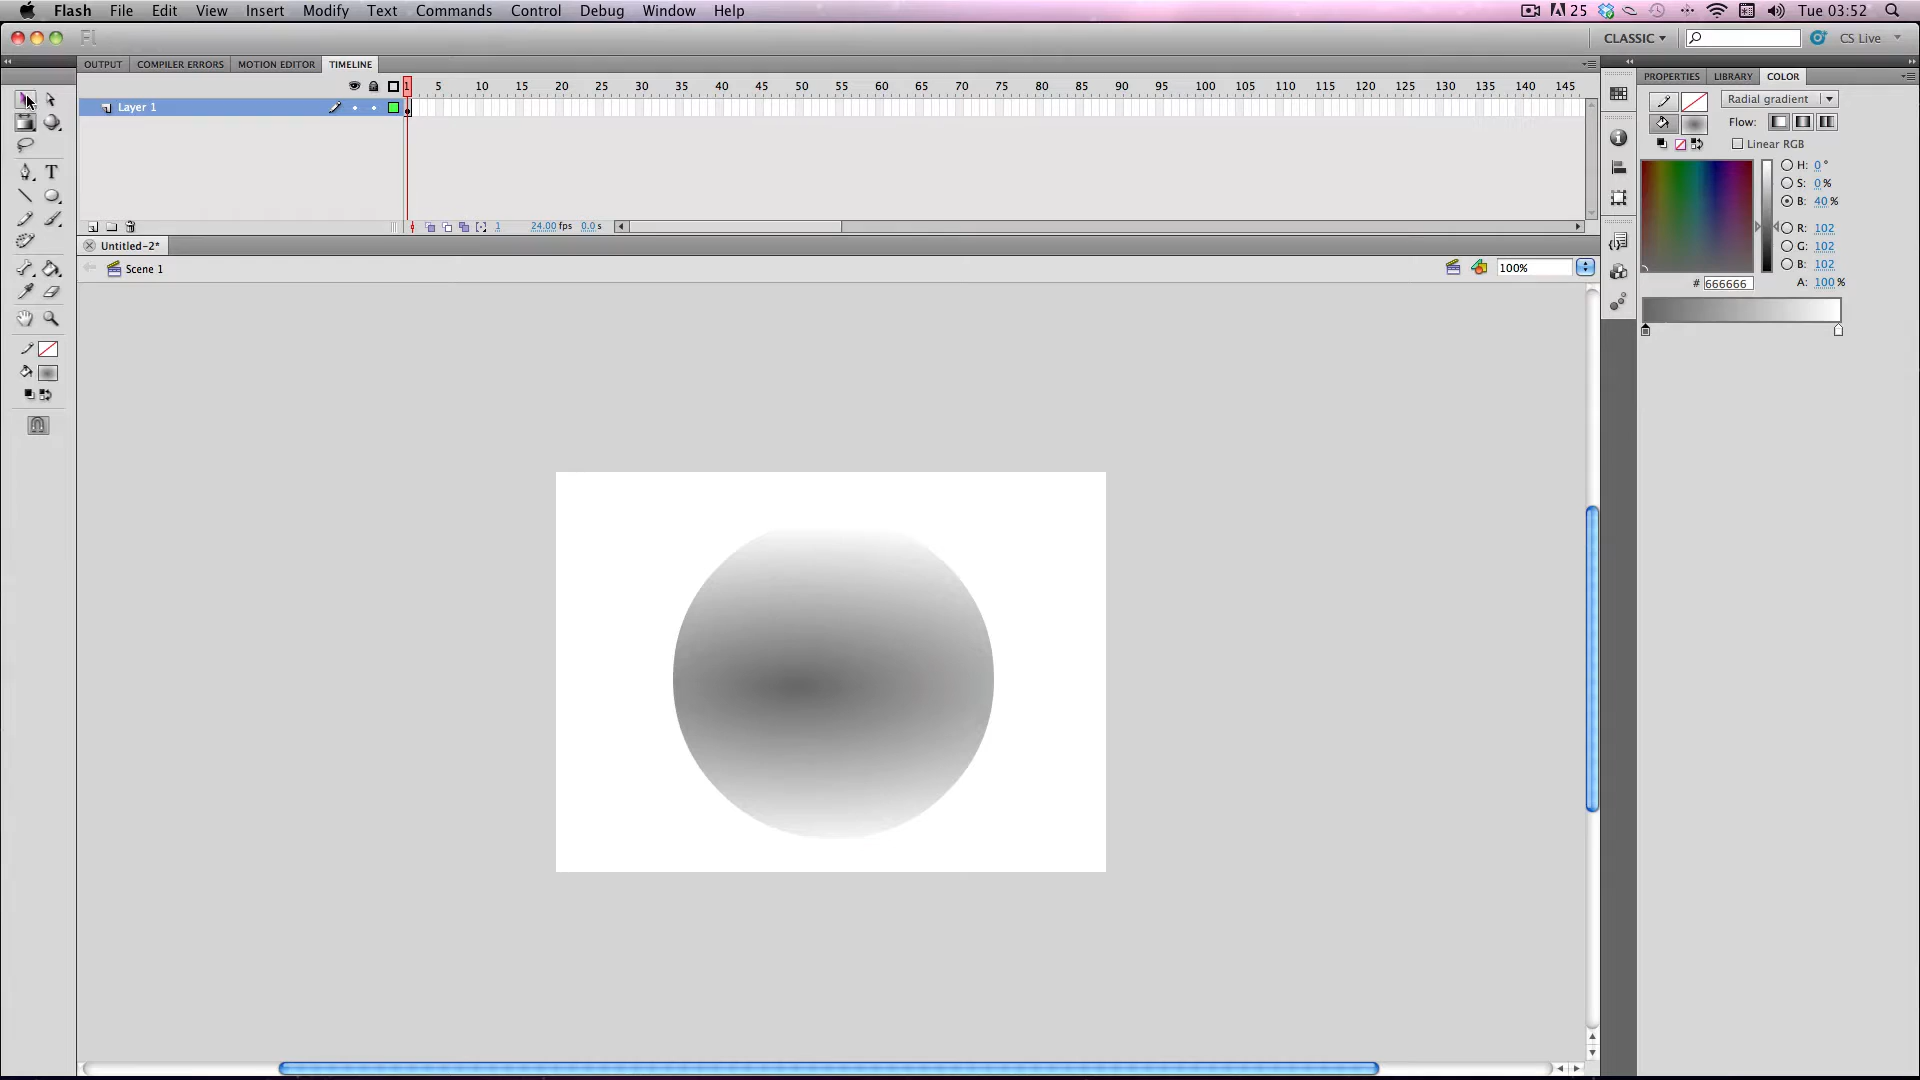 Flash File Edit View Insert Modify Text Commands Control Debug Window Help 25 Tue 03:52
Fl CLASSIC CS Live
OUTPUT COMPILER ERRORS MOTION EDITOR TIMELINE
1 5 10 15 20 25 30 35 40 45 50 55 60 65 70 75 80 85 90 95 100 105 110 115 120 125 130 135 140 145
Layer 1
1 24.00 fps 0.0 s
Untitled-2*
Scene 1 100%
T
PROPERTIES LIBRARY COLOR
Radial gradient
Flow:
Linear RGB
H: 0 °
S: 0 %
B: 40 %
R: 102
G: 102
B: 102
# 666666 A: 100 %